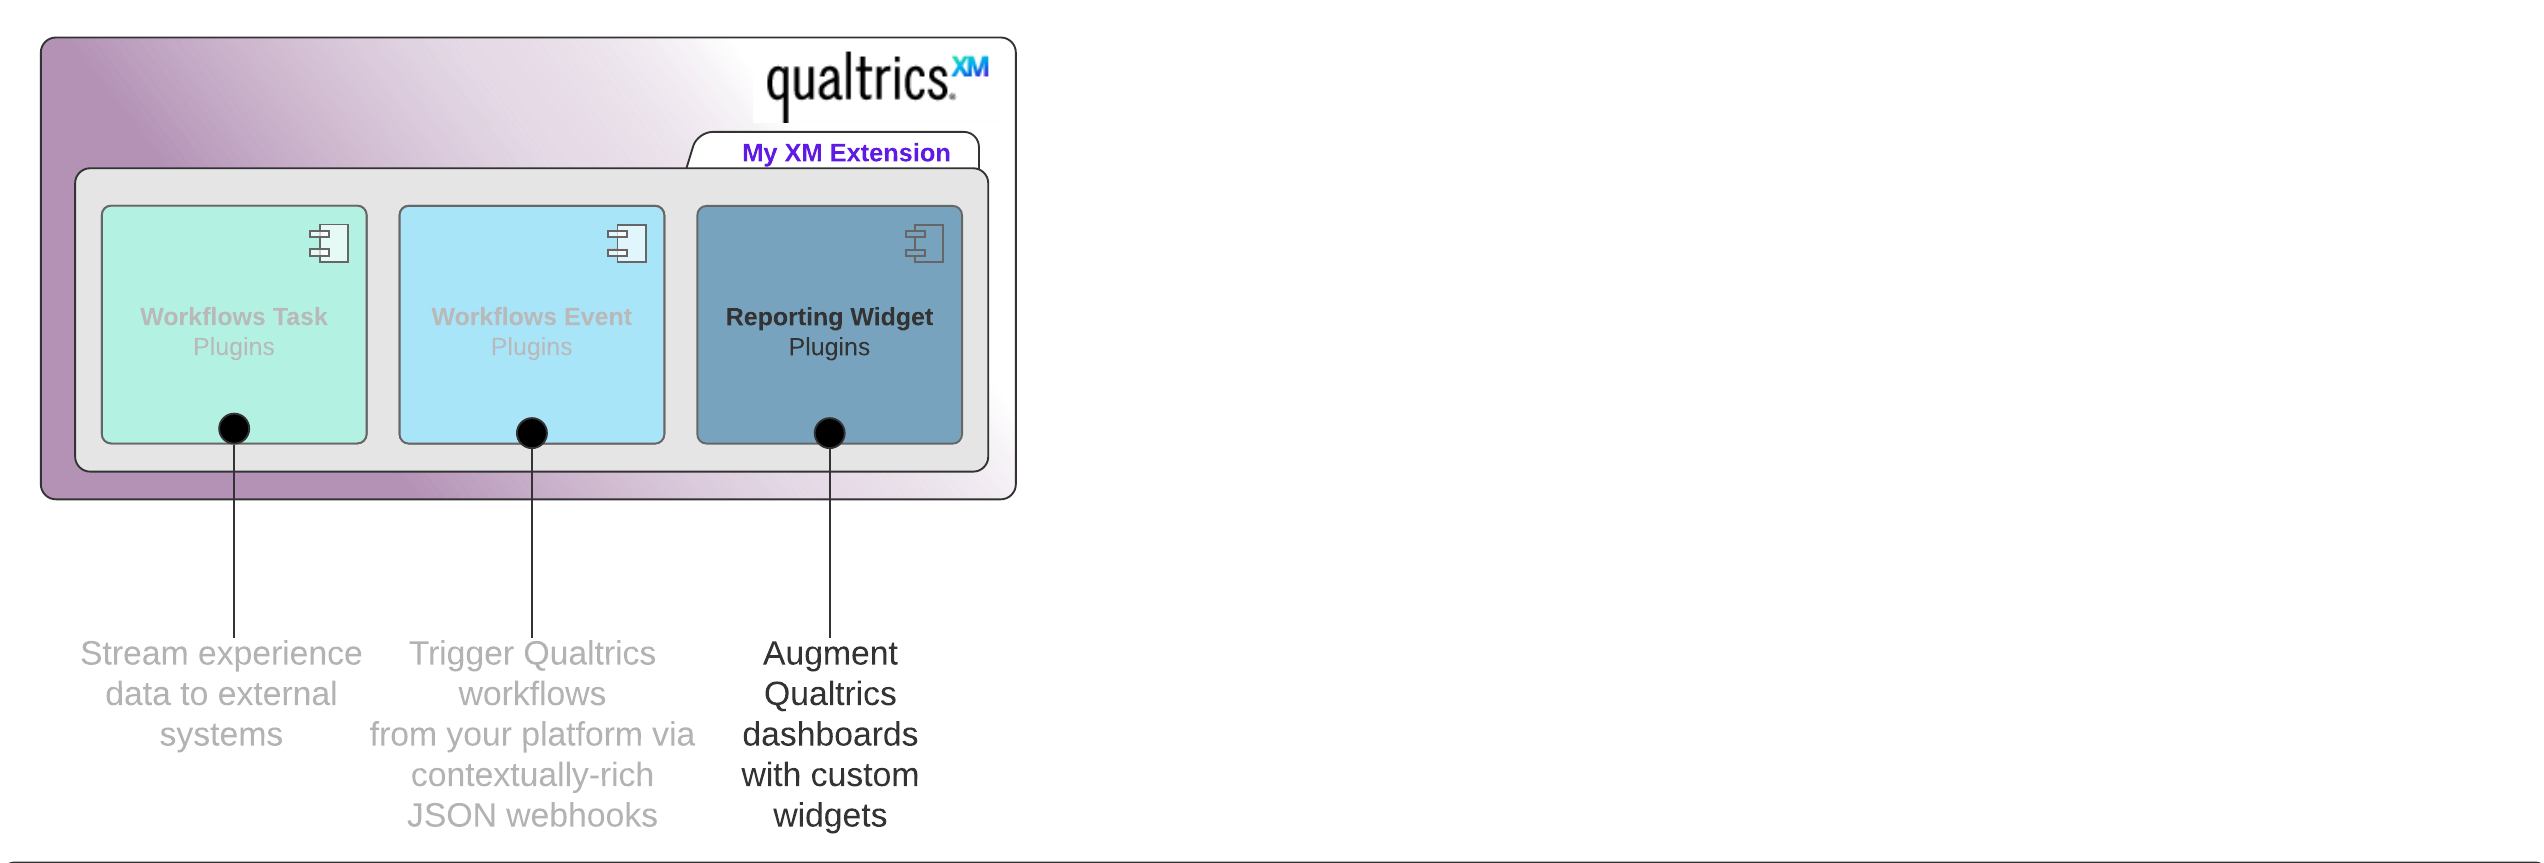 qualtrics.XM
My XM Extension
Workflows Task
Plugins
Workflows Event
Plugins
Reporting Widget
Plugins
Stream experience
data to external
systems
Trigger Qualtrics
workflows
from your platform via
contextually-rich
JSON webhooks
Augment
Qualtrics
dashboards
with custom
widgets